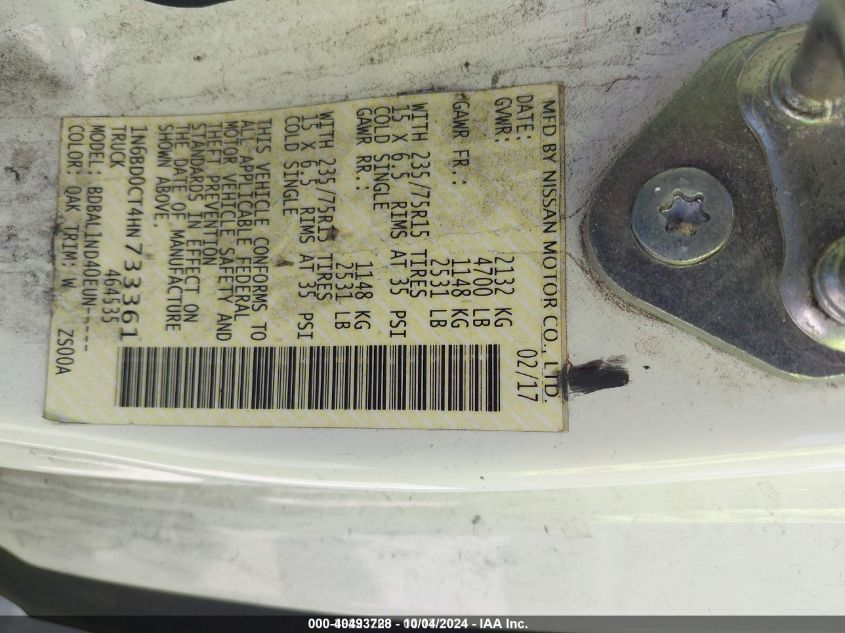 MFD BY NISSAN MOTOR CO., LTD.
DATE: 02/17
GVWR: 2132 KG
4700 LB
GAWR FR.: 1148 KG
2531 LB
WITH 235/75R15 TIRES
15 X 6.5 RIMS AT 35 PSI
COLD SINGLE
GAWR RR.: 1148 KG
2531 LB
WITH 235/75R15 TIRES
15 X 6.5 RIMS AT 35 PSI
COLD SINGLE
THIS VEHICLE CONFORMS TO
ALL APPLICABLE FEDERAL
MOTOR VEHICLE SAFETY AND
THEFT PREVENTION
STANDARDS IN EFFECT ON
THE DATE OF MANUFACTURE
SHOWN ABOVE.
1N6BD0CT4HN733361
TRUCK 464535
MODEL: BDBAL1ND40EUN-----
COLOR: QAK TRIM: W ZS00A
- 10/04/2024 - IAA Inc.